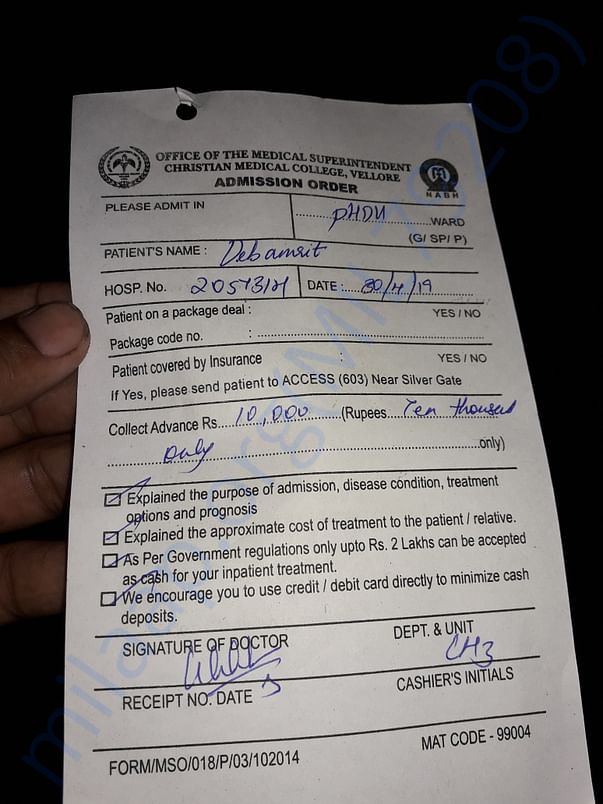 OFFICE OF THE MEDICAL SUPERINTENDENT
CHRISTIAN MEDICAL COLLEGE, VELLORE
ADMISSION ORDER
NABH
PLEASE ADMIT IN
PHDU WARD
(G/ SP/ P)
PATIENT'S NAME : Debamrit
HOSP. No. DATE : 30/4/19
Patient on a package deal : YES / NO
Package code no. :
Patient covered by Insurance : YES / NO
If Yes, please send patient to ACCESS (603) Near Silver Gate
Collect Advance Rs. 10,000 (Rupees Ten thousand
only only)
Explained the purpose of admission, disease condition, treatment
options and prognosis
Explained the approximate cost of treatment to the patient / relative.
As Per Government regulations only upto Rs. 2 Lakhs can be accepted
as cash for your inpatient treatment.
We encourage you to use credit / debit card directly to minimize cash
deposits.
SIGNATURE OF DOCTOR DEPT. & UNIT
CH3
RECEIPT NO. DATE CASHIER'S INITIALS
FORM/MSO/018/P/03/102014 MAT CODE - 99004